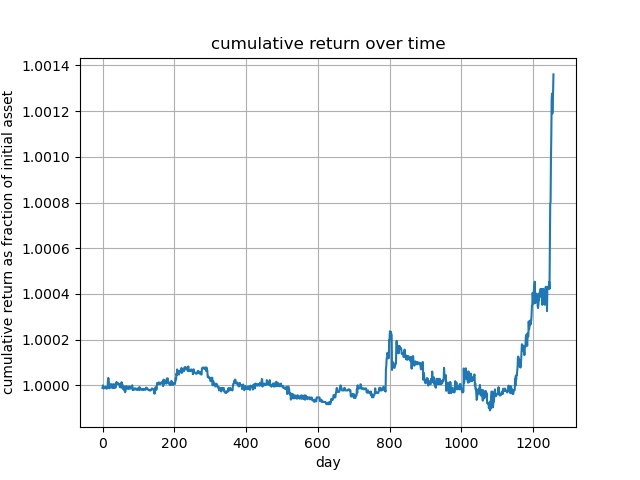 cumulative return over time
cumulative return as fraction of initial asset
1.0014
1.0012
1.0010
1.0008
1.0006
1.0004
1.0002
1.0000
0 200 400 600 800 1000 1200
day